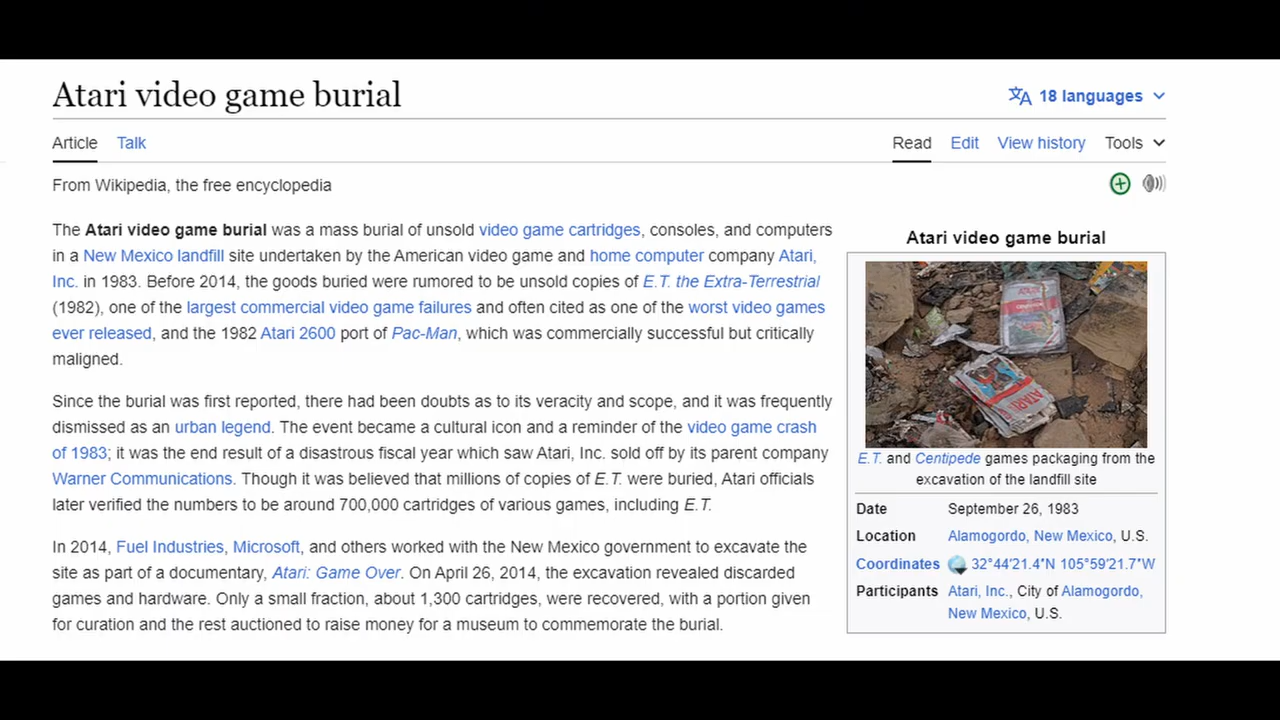 Atari video game burial
18 languages
Article Talk
Read Edit View history Tools
From Wikipedia, the free encyclopedia
The Atari video game burial was a mass burial of unsold video game cartridges, consoles, and computers
in a New Mexico landfill site undertaken by the American video game and home computer company Atari,
Inc. in 1983. Before 2014, the goods buried were rumored to be unsold copies of E.T. the Extra-Terrestrial
(1982), one of the largest commercial video game failures and often cited as one of the worst video games
ever released, and the 1982 Atari 2600 port of Pac-Man, which was commercially successful but critically
maligned.
Since the burial was first reported, there had been doubts as to its veracity and scope, and it was frequently
dismissed as an urban legend. The event became a cultural icon and a reminder of the video game crash
of 1983; it was the end result of a disastrous fiscal year which saw Atari, Inc. sold off by its parent company
Warner Communications. Though it was believed that millions of copies of E.T. were buried, Atari officials
later verified the numbers to be around 700,000 cartridges of various games, including E.T.
In 2014, Fuel Industries, Microsoft, and others worked with the New Mexico government to excavate the
site as part of a documentary, Atari: Game Over. On April 26, 2014, the excavation revealed discarded
games and hardware. Only a small fraction, about 1,300 cartridges, were recovered, with a portion given
for curation and the rest auctioned to raise money for a museum to commemorate the burial.
Atari video game burial
ATARI
E.T. and Centipede games packaging from the
excavation of the landfill site
Date September 26, 1983
Location Alamogordo, New Mexico, U.S.
Coordinates 32°44′21.4″N 105°59′21.7″W
Participants Atari, Inc., City of Alamogordo,
New Mexico, U.S.